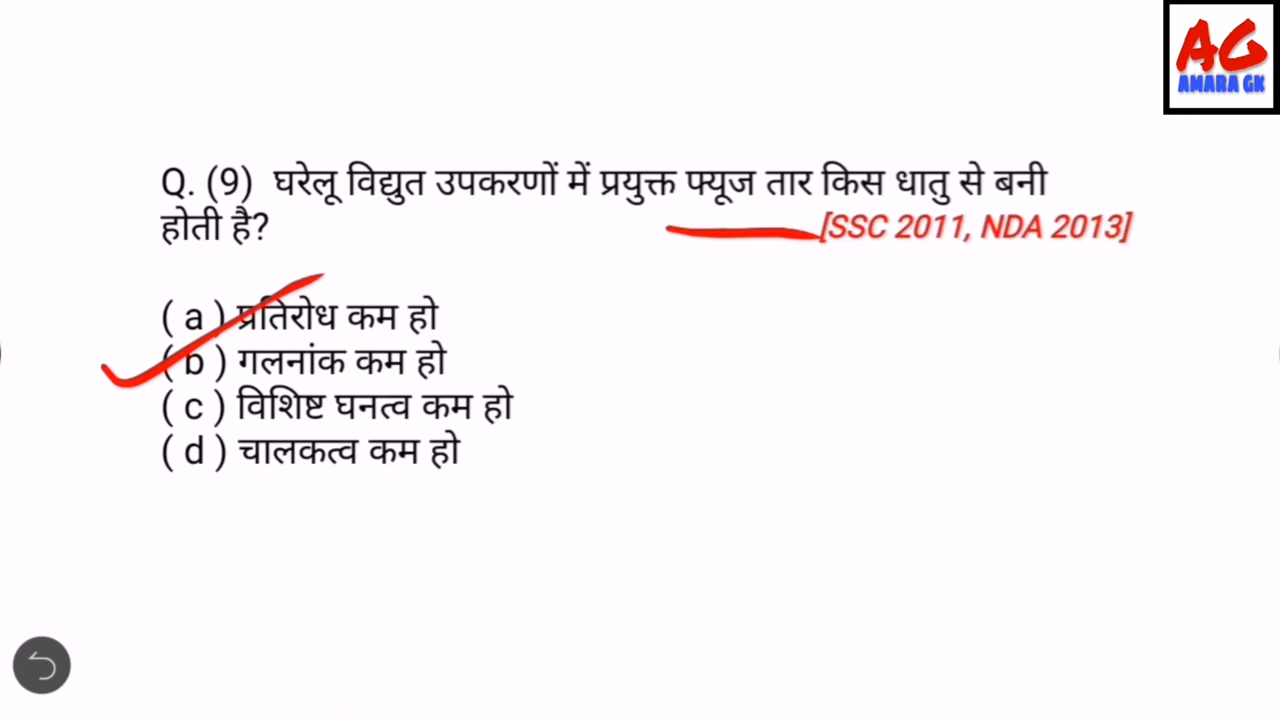 AG
AMARA GK
Q. (9) घरेलू विद्युत उपकरणों में प्रयुक्त फ्यूज तार किस धातु से बनी
होती है?
[SSC 2011, NDA 2013]
( a ) प्रतिरोध कम हो
( b ) गलनांक कम हो
( c ) विशिष्ट घनत्व कम हो
( d ) चालकत्व कम हो